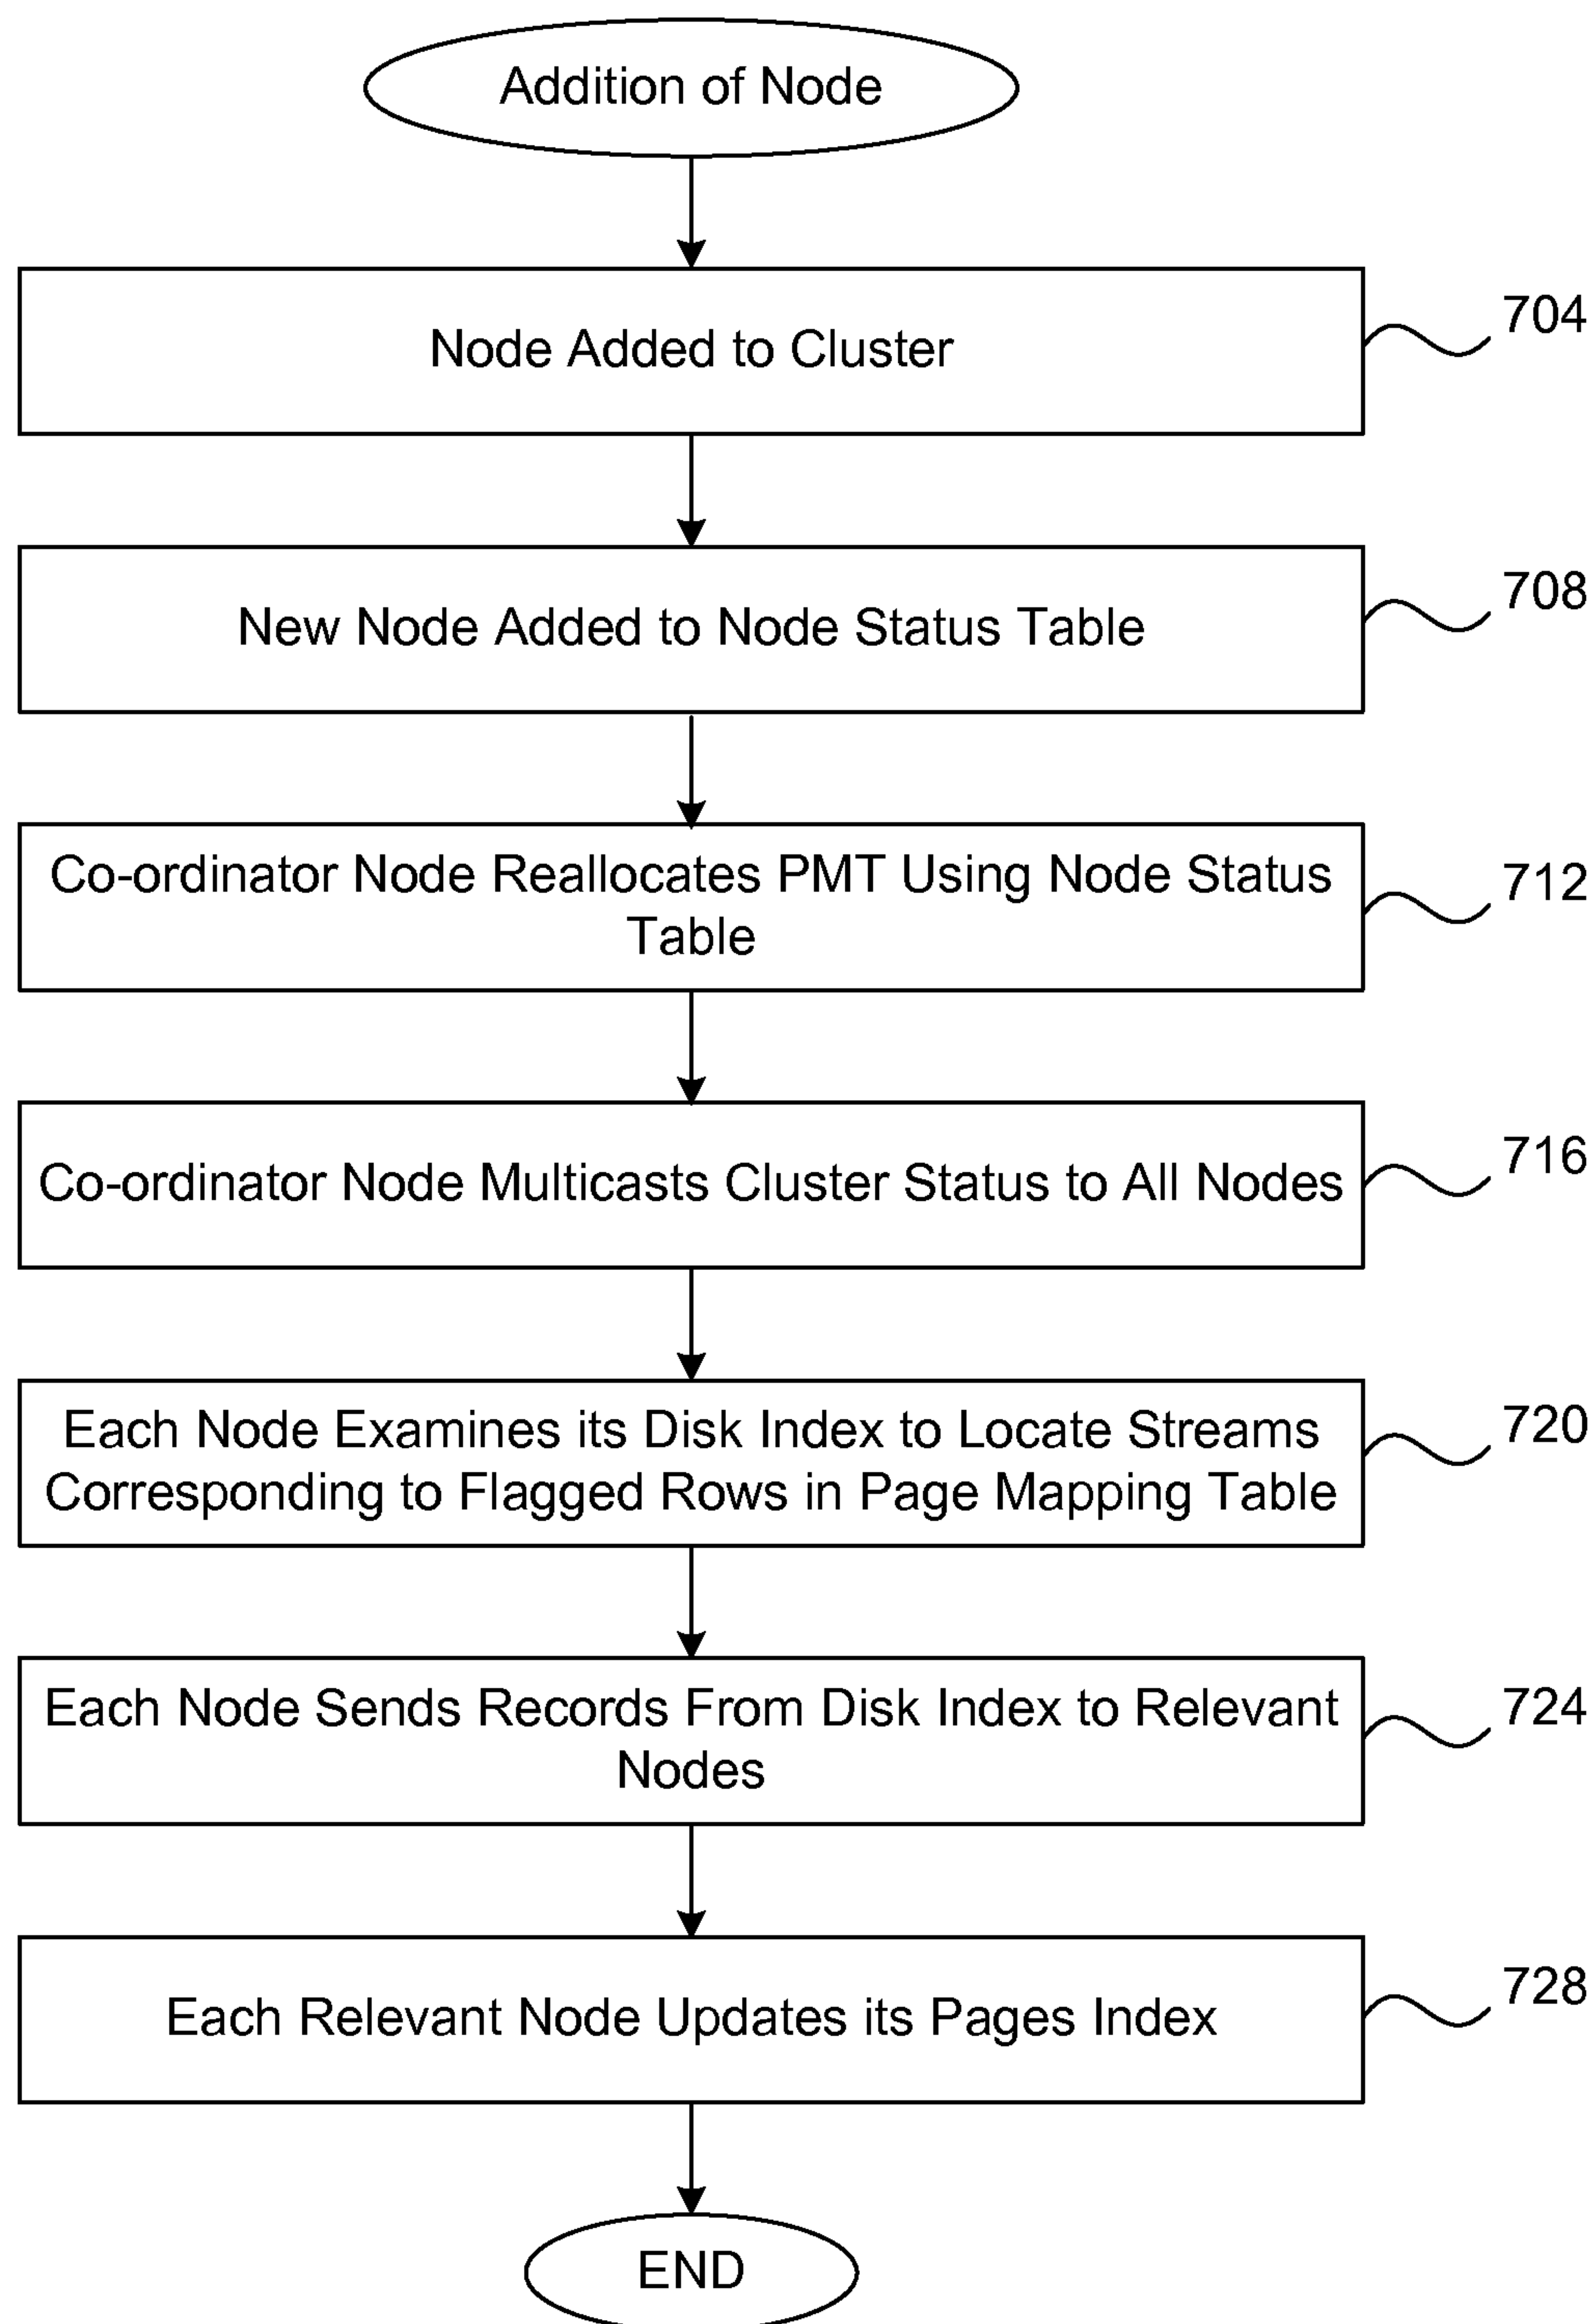 Addition of Node
Node Added to Cluster
704
New Node Added to Node Status Table
708
Co-ordinator Node Reallocates PMT Using Node Status
Table
712
Co-ordinator Node Multicasts Cluster Status to All Nodes
716
Each Node Examines its Disk Index to Locate Streams
Corresponding to Flagged Rows in Page Mapping Table
720
Each Node Sends Records From Disk Index to Relevant
Nodes
724
Each Relevant Node Updates its Pages Index
728
END